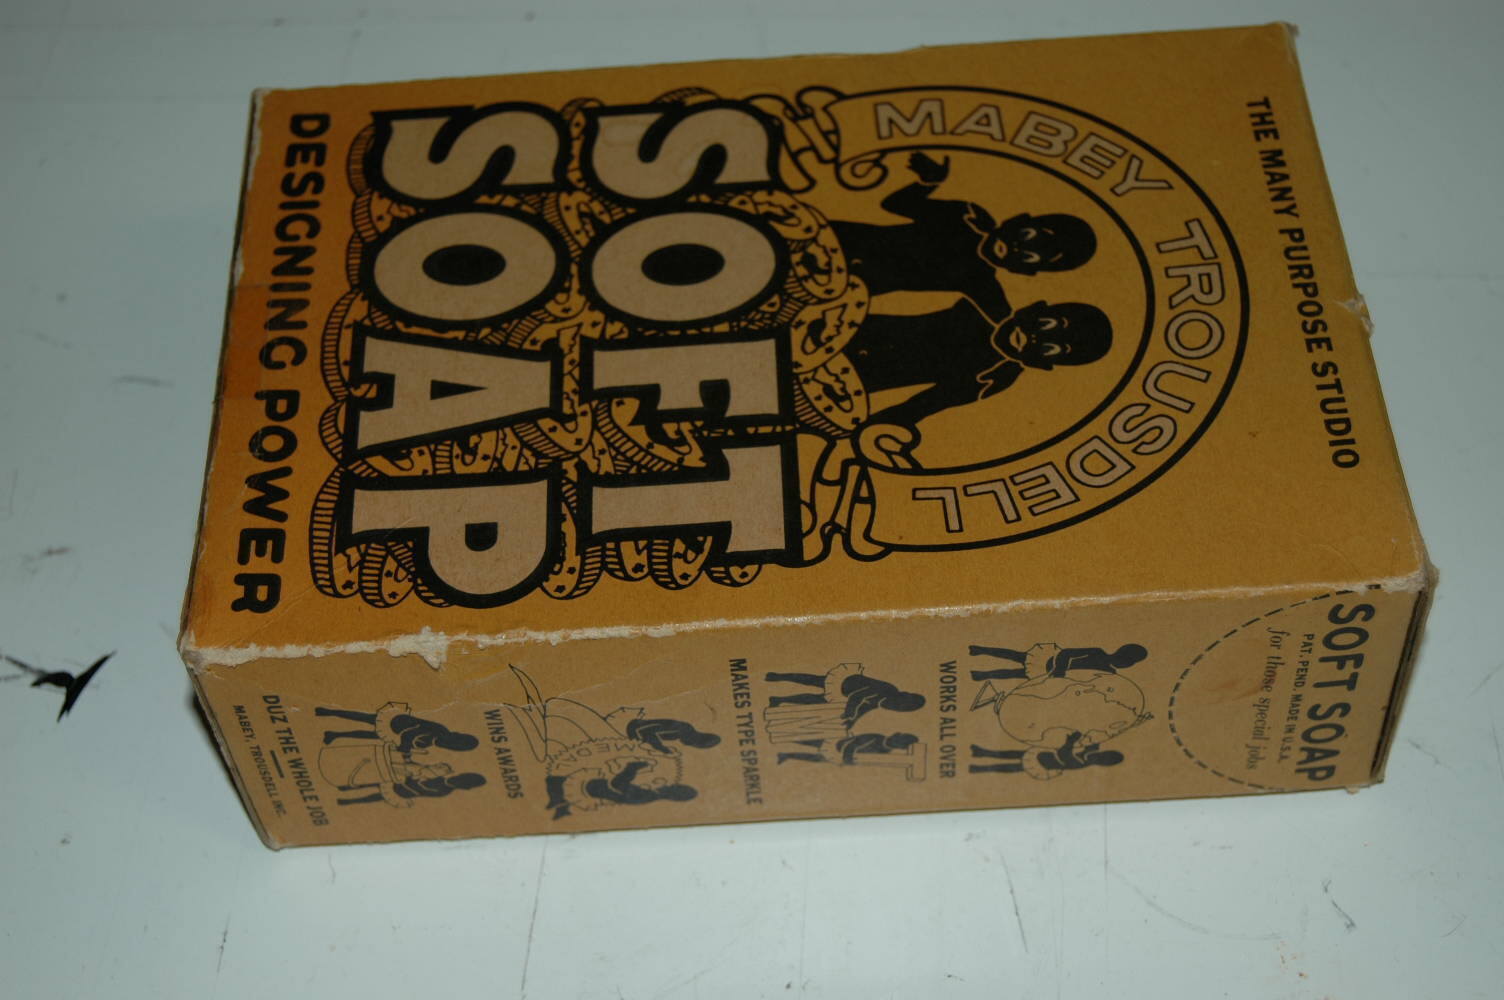 THE MANY PURPOSE STUDIO
MABEY TROUSDELL
SOFT
SOAP
DESIGNING POWER
SOFT SOAP
PAT. PEND. MADE IN U.S.A.
for those special jobs
WORKS ALL OVER
MAKES TYPE SPARKLE
WINS AWARDS
DUZ THE WHOLE JOB
MABEY, TROUSDELL INC.